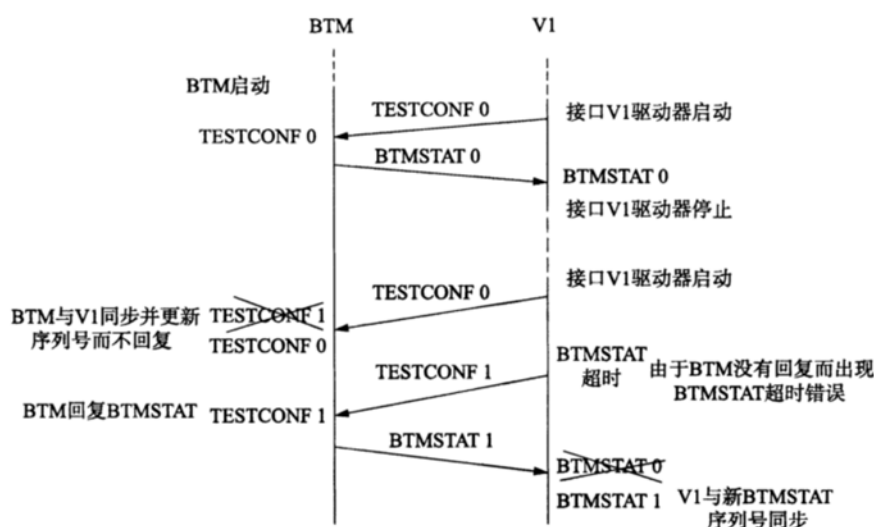 BTM V1
BTM启动
TESTCONF 0 接口V1驱动器启动
TESTCONF 0
BTMSTAT 0
BTMSTAT 0
接口V1驱动器停止
接口V1驱动器启动
TESTCONF 0
BTM与V1同步并更新 TESTCONF 1
序列号而不回复 TESTCONF 0
BTMSTAT 由于BTM没有回复而出现
超时 BTMSTAT超时错误
TESTCONF 1
BTM回复BTMSTAT TESTCONF 1
BTMSTAT 1
BTMSTAT 0
BTMSTAT 1 V1与新BTMSTAT
序列号同步